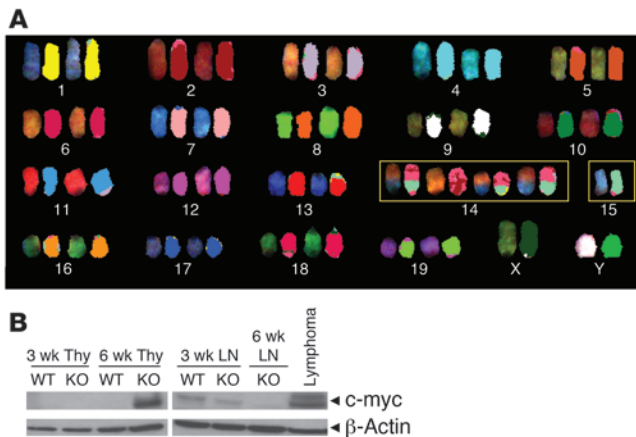 A
1 2 3 4 5
6 7 8 9 10
11 12 13 14 15
16 17 18 19 X Y
B
3 wk Thy 6 wk Thy 3 wk LN 6 wk LN Lymphoma
WT KO WT KO WT KO KO
c-myc
β-Actin